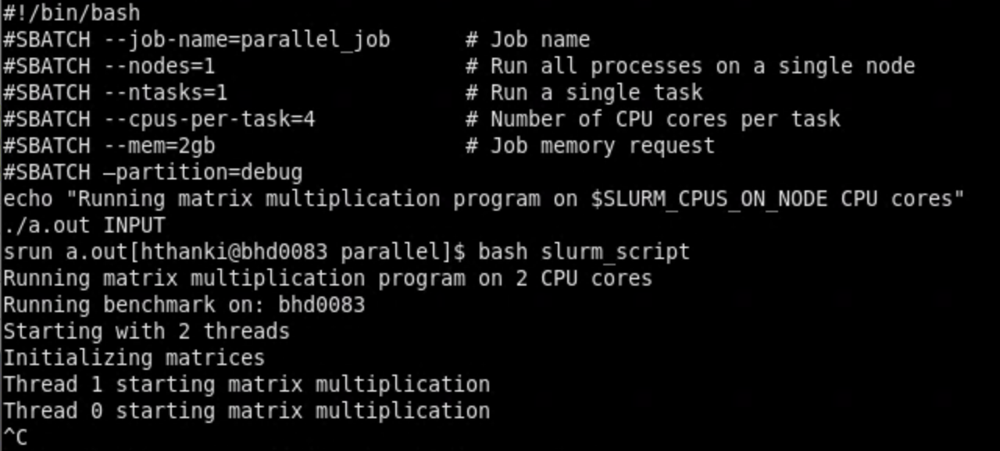 #!/bin/bash
#SBATCH --job-name=parallel_job      # Job name
#SBATCH --nodes=1                    # Run all processes on a single node
#SBATCH --ntasks=1                   # Run a single task
#SBATCH --cpus-per-task=4            # Number of CPU cores per task
#SBATCH --mem=2gb                    # Job memory request
#SBATCH –partition=debug
echo "Running matrix multiplication program on $SLURM_CPUS_ON_NODE CPU cores"
./a.out INPUT
srun a.out[hthanki@bhd0083 parallel]$ bash slurm_script
Running matrix multiplication program on 2 CPU cores
Running benchmark on: bhd0083
Starting with 2 threads
Initializing matrices
Thread 1 starting matrix multiplication
Thread 0 starting matrix multiplication
^C